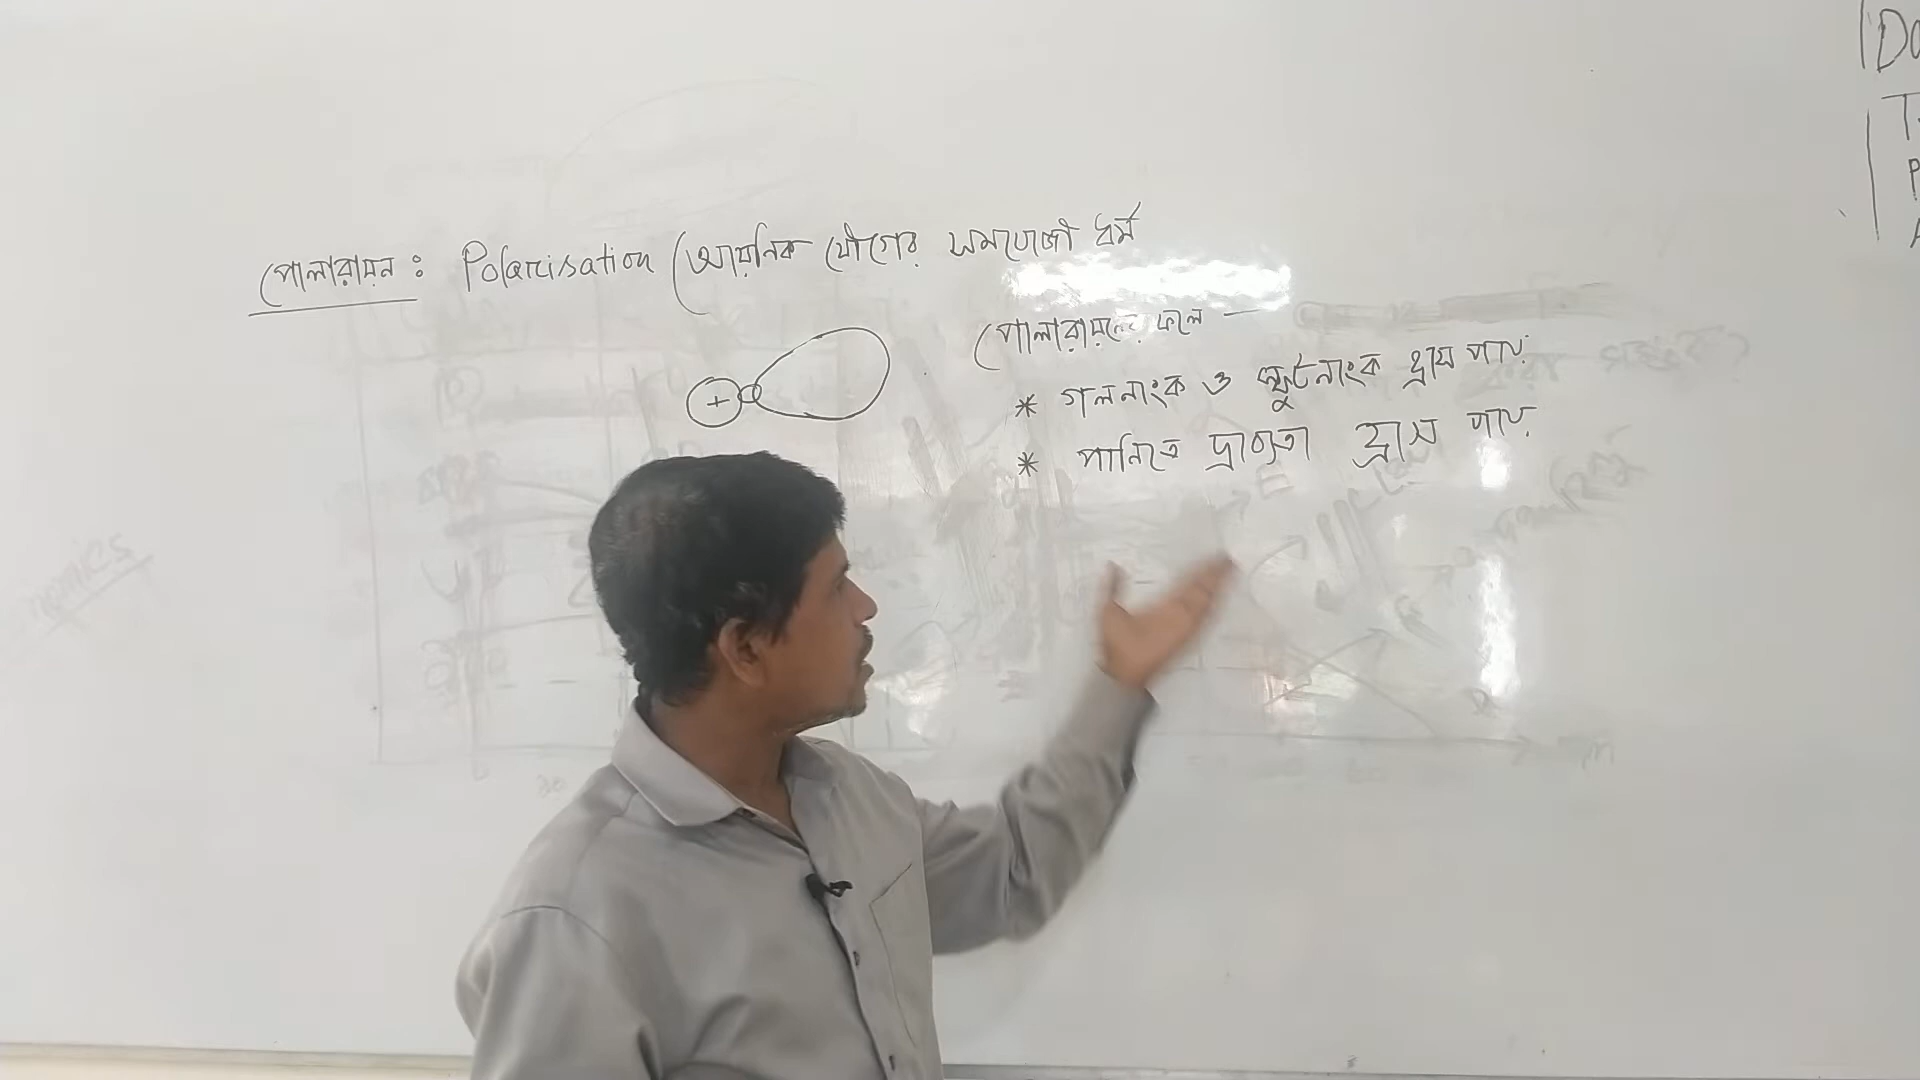 পোলারায়ন : Polarisation (আয়নিক যৌগের সমযোজী ধর্ম
+
পোলারায়নের ফলে —
* গলনাংক ও স্ফুটনাংক হ্রাস পায়
* পানিতে দ্রাব্যতা হ্রাস পায়